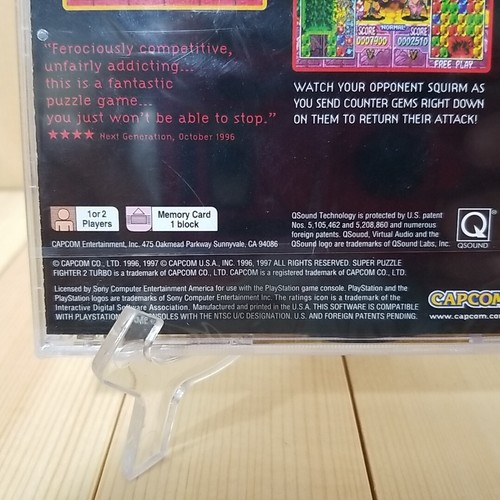 SCORE
NORMAL
SCORE
0007900
0002510
FREE PLAY
"Ferociously competitive,
unfairly addicting...
this is a fantastic
puzzle game...
you just won't be able to stop."
★★★★ Next Generation, October 1996
WATCH YOUR OPPONENT SQUIRM AS
YOU SEND COUNTER GEMS RIGHT DOWN
ON THEM TO RETURN THEIR ATTACK!
1 or 2
Players
Memory Card
1 block
QSound Technology is protected by U.S. patent
Nos. 5,105,462 and 5,208,860 and numerous
foreign patents. QSouod, Virtual Audio and the
QSound logo are trademarks of QSound Labs, Inc.
Q
QSOUND
CAPCOM Entertainment, Inc. 475 Oakmead Parkway Sunnyvale, CA 94086
© CAPCOM CO., LTD. 1996, 1997 © CAPCOM U.S.A., INC. 1996, 1997 ALL RIGHTS RESERVED. SUPER PUZZLE
FIGHTER 2 TURBO is a trademark of CAPCOM CO., LTD. CAPCOM is a registered trademark of CAPCOM CO., LTD.
Licensed by Sony Computer Entertainment America for use with the PlayStation game console. PlayStation and the
PlayStation logos are trademarks of Sony Computer Entertainment Inc. The ratings icon is a trademark of the
Interactive Digital Software Association. Manufactured and printed in the U.S.A. THIS SOFTWARE IS COMPATIBLE
WITH PLAYSTATION GAME CONSOLES WITH THE NTSC U/C DESIGNATION. U.S. AND FOREIGN PATENTS PENDING.
CAPCOM
www.capcom.co